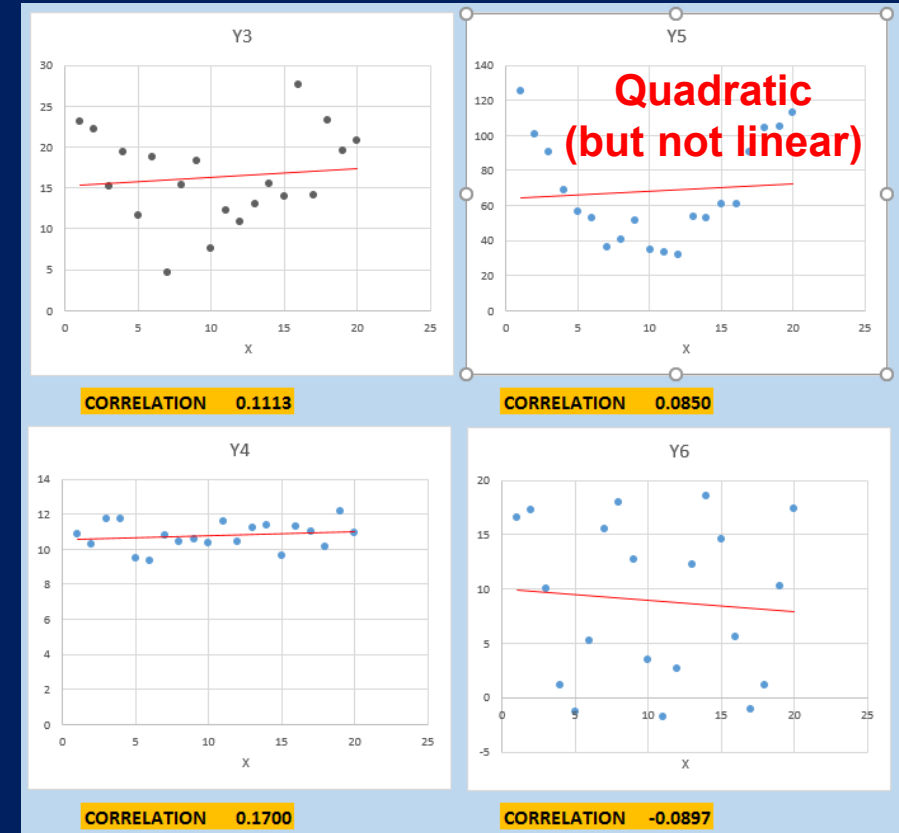 Y3
30
25
20
15
10
5
0
0 5 10 15 20 25
X
CORRELATION 0.1113
Y5
Quadratic
(but not linear)
140
120
100
80
60
40
20
0
0 5 10 15 20 25
X
CORRELATION 0.0850
Y4
14
12
10
8
6
4
2
0
0 5 10 15 20 25
X
CORRELATION 0.1700
Y6
20
15
10
5
0
-5
0 5 10 15 20 25
X
CORRELATION -0.0897